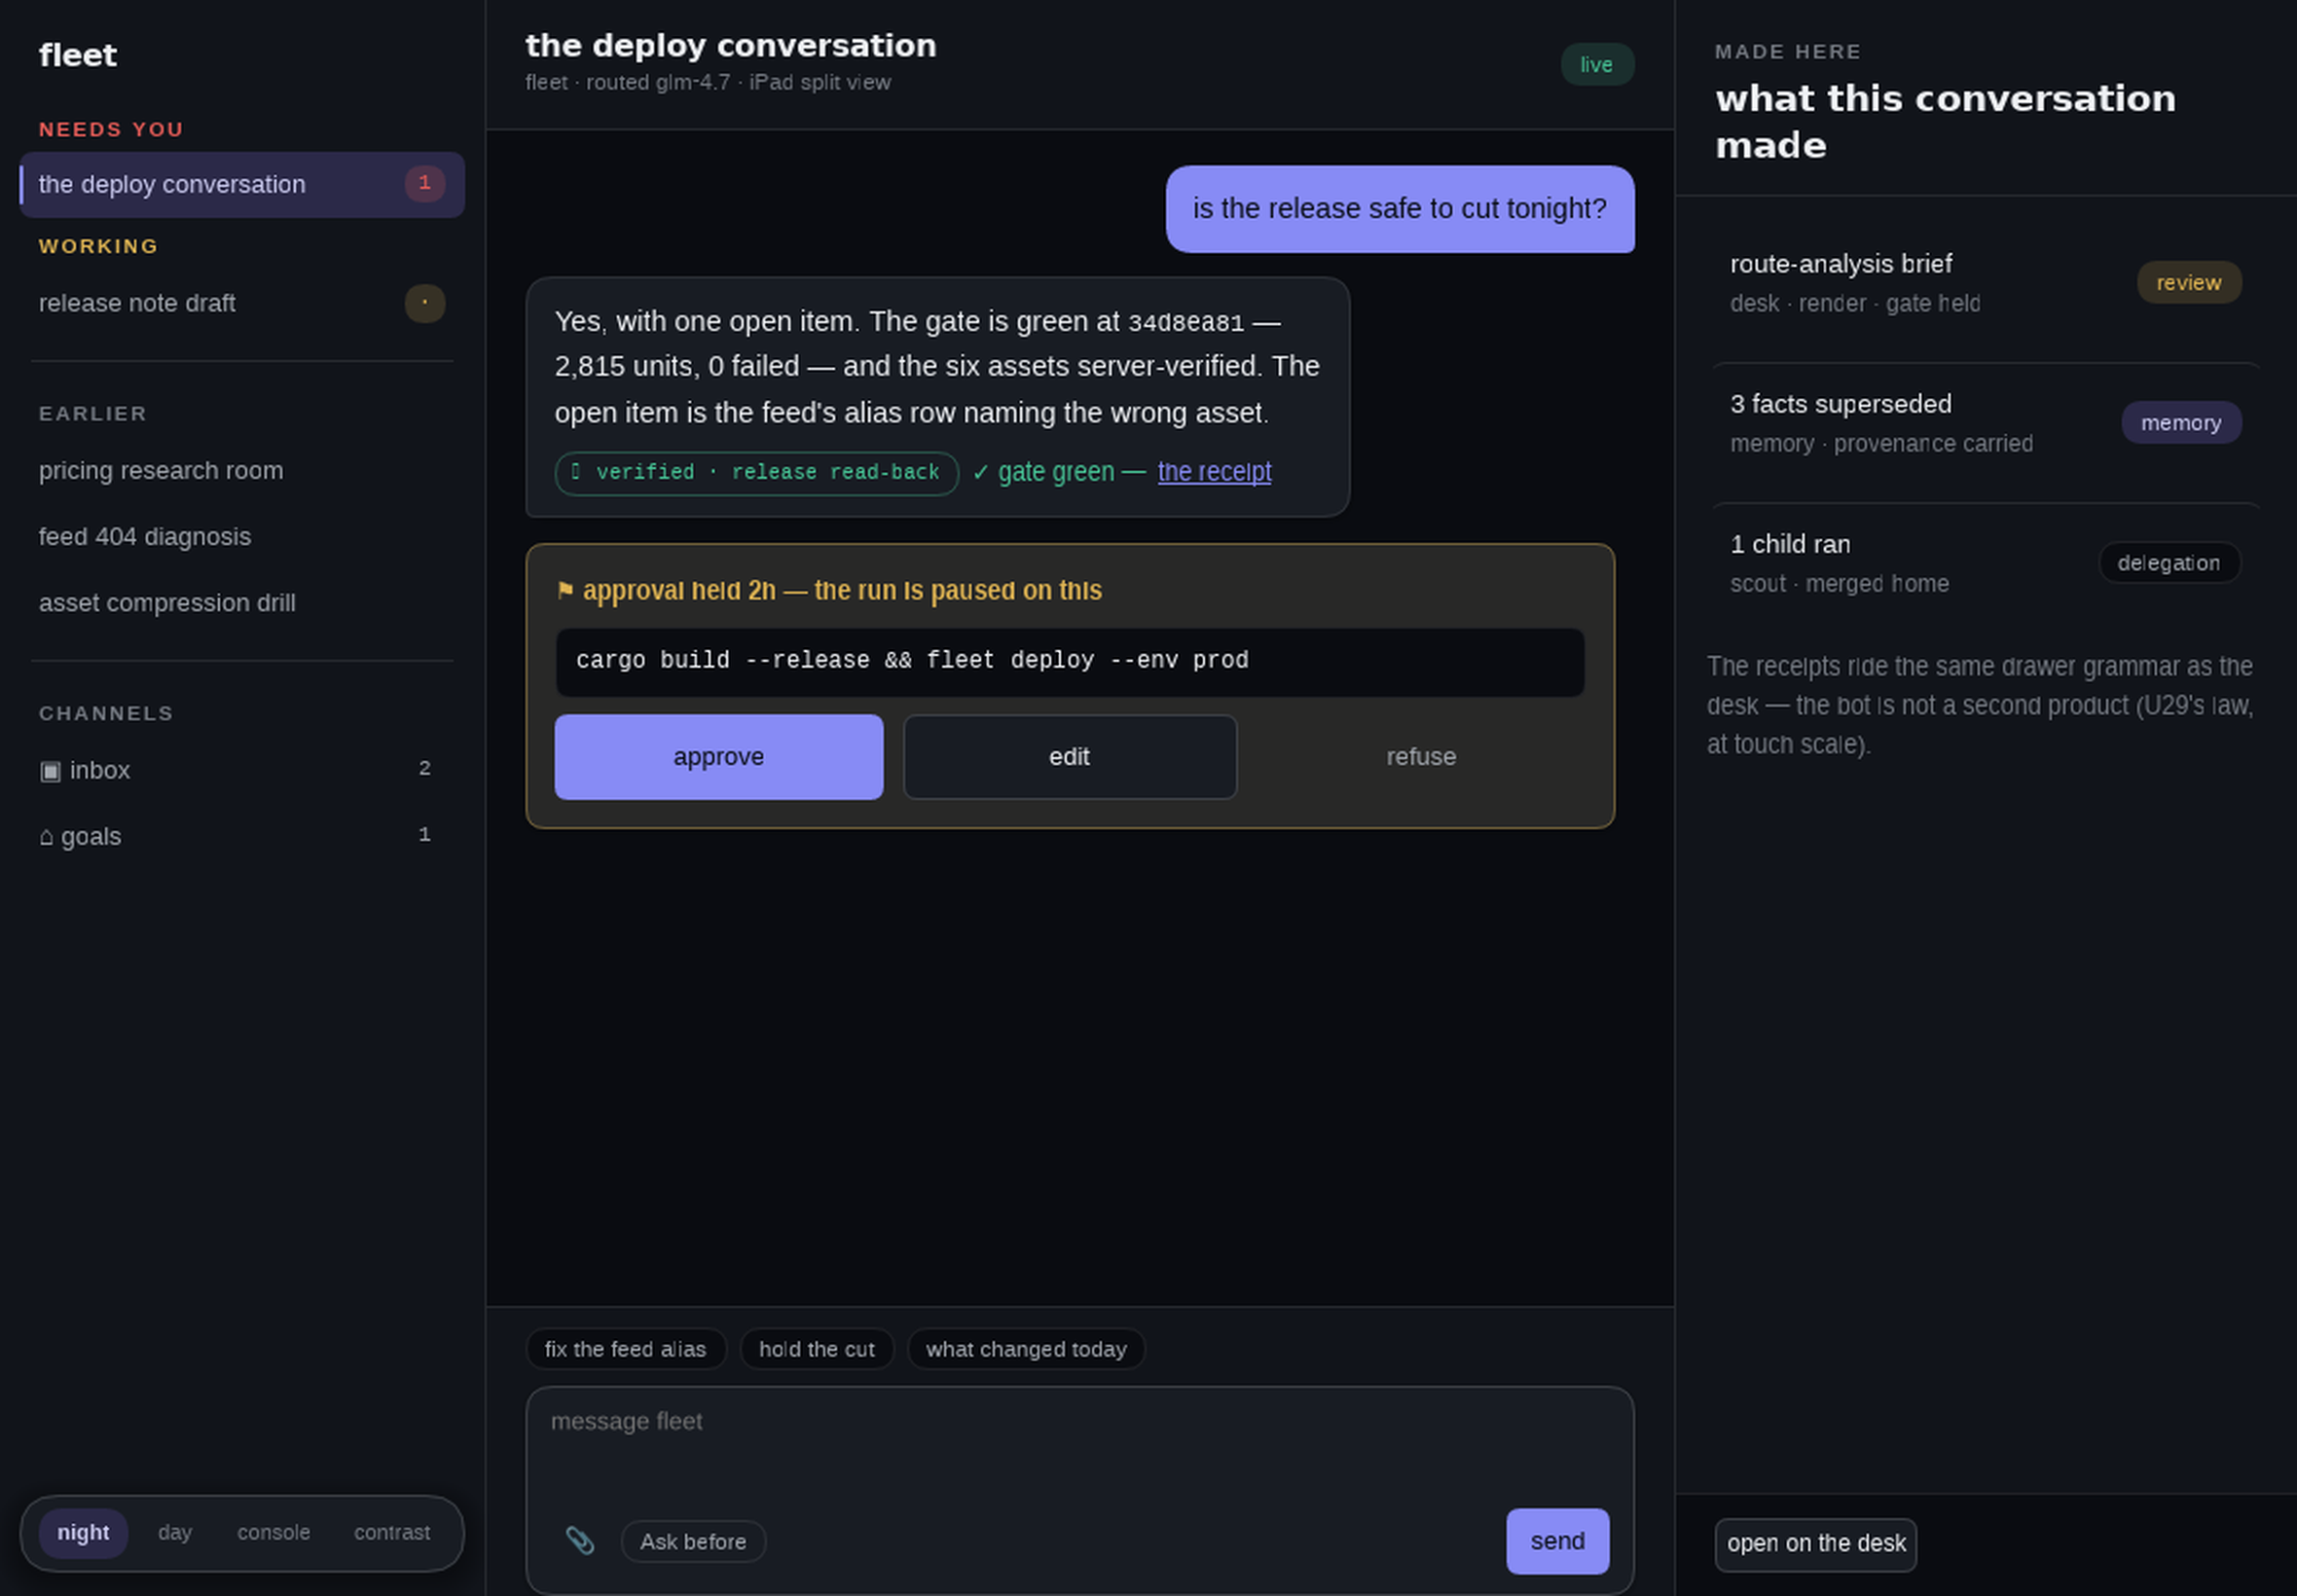 fleet
NEEDS YOU
the deploy conversation 1
WORKING
release note draft ·
EARLIER
pricing research room
feed 404 diagnosis
asset compression drill
CHANNELS
▣ inbox 2
⌂ goals 1
night day console contrast
the deploy conversation
fleet · routed glm-4.7 · iPad split view
live
is the release safe to cut tonight?
Yes, with one open item. The gate is green at 34d8ea81 —
2,815 units, 0 failed — and the six assets server-verified. The
open item is the feed's alias row naming the wrong asset.
verified · release read-back ✓ gate green — the receipt
⚑ approval held 2h — the run is paused on this
cargo build --release && fleet deploy --env prod
approve edit refuse
fix the feed alias hold the cut what changed today
message fleet
Ask before send
MADE HERE
what this conversation
made
route-analysis brief
desk · render · gate held
review
3 facts superseded
memory · provenance carried
memory
1 child ran
scout · merged home
delegation
The receipts ride the same drawer grammar as the
desk — the bot is not a second product (U29's law,
at touch scale).
open on the desk